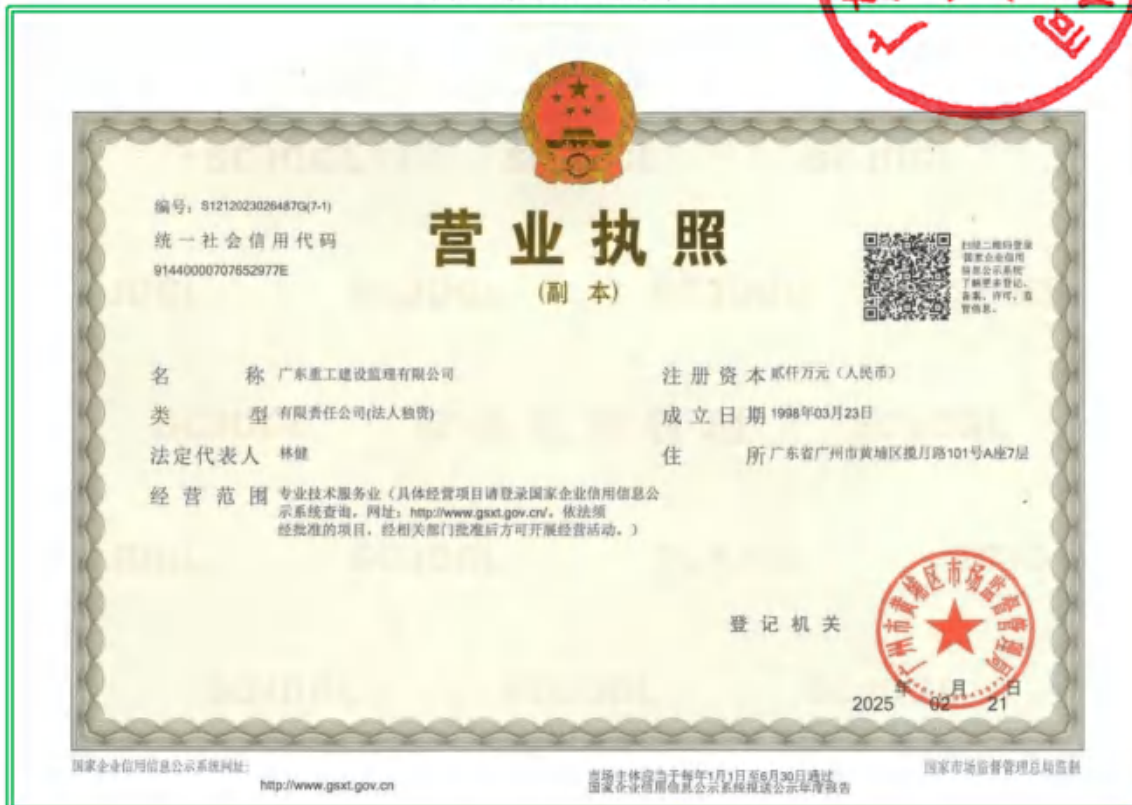 编号：S1212023026487G(7-1)
统一社会信用代码
91440000707652977E
营业执照
(副 本)
扫描二维码登录
‘国家企业信用
信息公示系统’
了解更多登记、
备案、许可、监
管信息。
名 称 广东重工建设监理有限公司
类 型 有限责任公司(法人独资)
法定代表人 林健
经营范围 专业技术服务业（具体经营项目请登录国家企业信用信息公
示系统查询，网址：http://www.gsxt.gov.cn/。依法须
经批准的项目，经相关部门批准后方可开展经营活动。）
注册资本 贰仟万元（人民币）
成立日期 1998年03月23日
住 所 广东省广州市黄埔区揽月路101号A座7层
登记机关
广州市黄埔区市场监督管理局
2025年02月21日
国家企业信用信息公示系统网址：
http://www.gsxt.gov.cn
市场主体应当于每年1月1日至6月30日通过
国家企业信用信息公示系统报送公示年度报告
国家市场监督管理总局监制